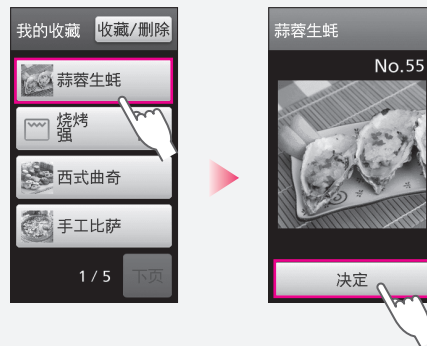 我的收藏 收藏/删除
蒜蓉生蚝
烧烤
强
西式曲奇
手工比萨
1 / 5 下页
蒜蓉生蚝
No.55
决定